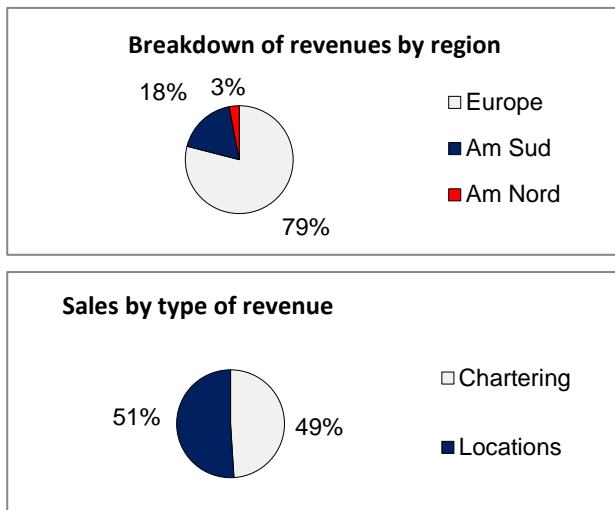 Breakdown of revenues by region
18%
3%
79%
Europe
Am Sud
Am Nord
Sales by type of revenue
51%
49%
Chartering
Locations